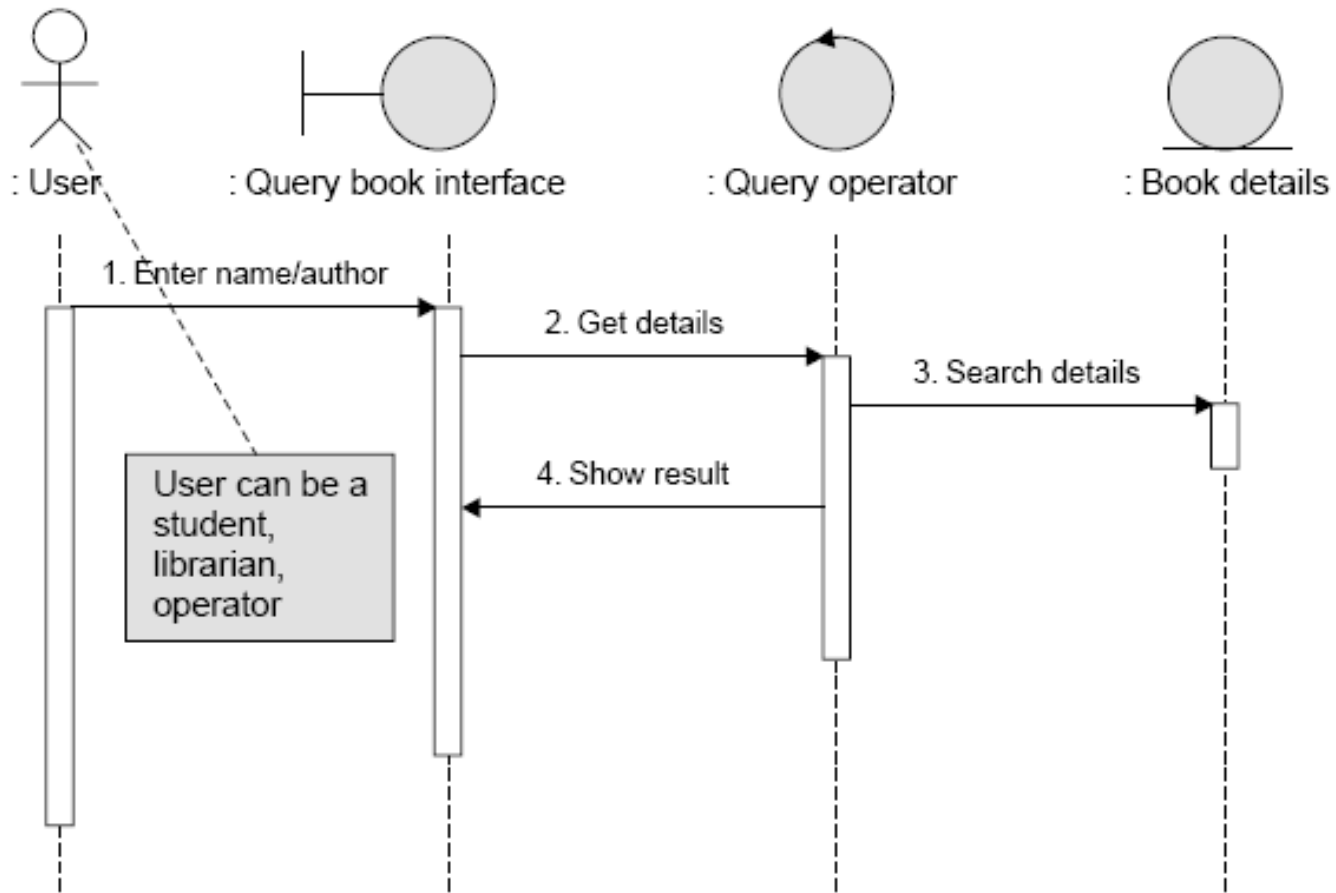 : User
: Query book interface
: Query operator
: Book details
1. Enter name/author
2. Get details
3. Search details
4. Show result
User can be a
student,
librarian,
operator